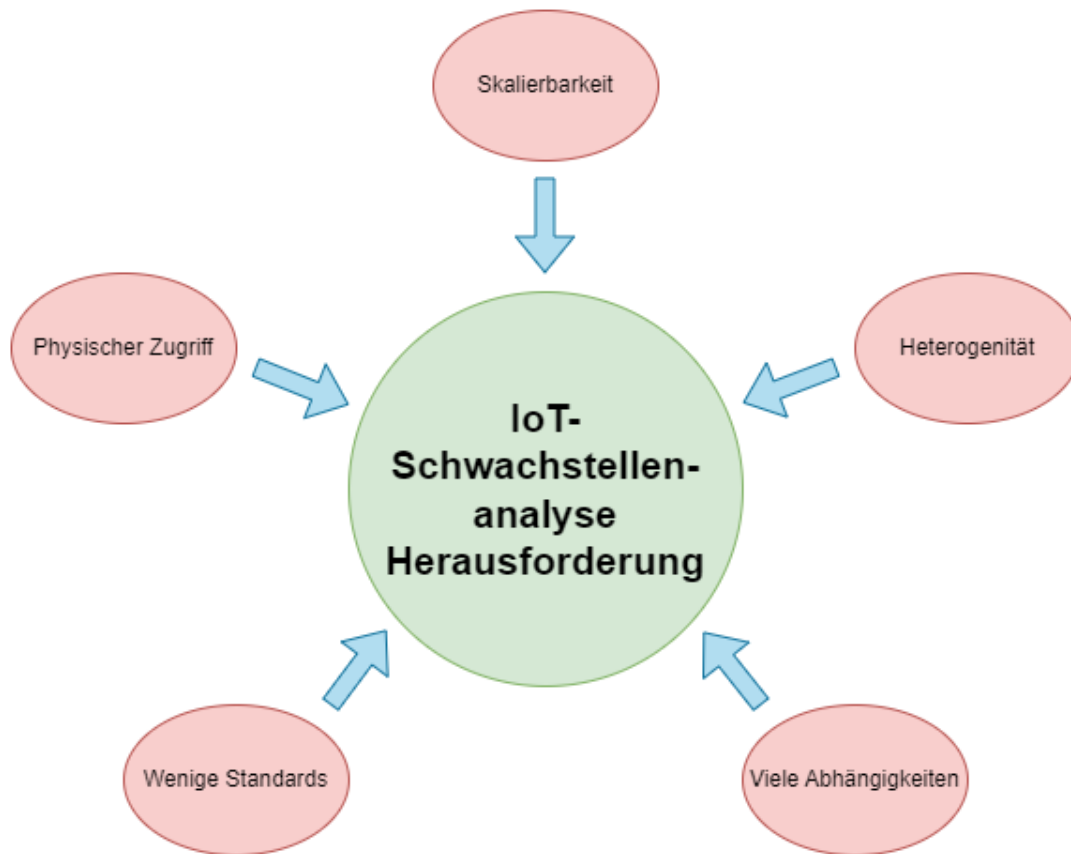 Skalierbarkeit
Physischer Zugriff
Heterogenität
IoT-
Schwachstellen-
analyse
Herausforderung
Wenige Standards
Viele Abhängigkeiten